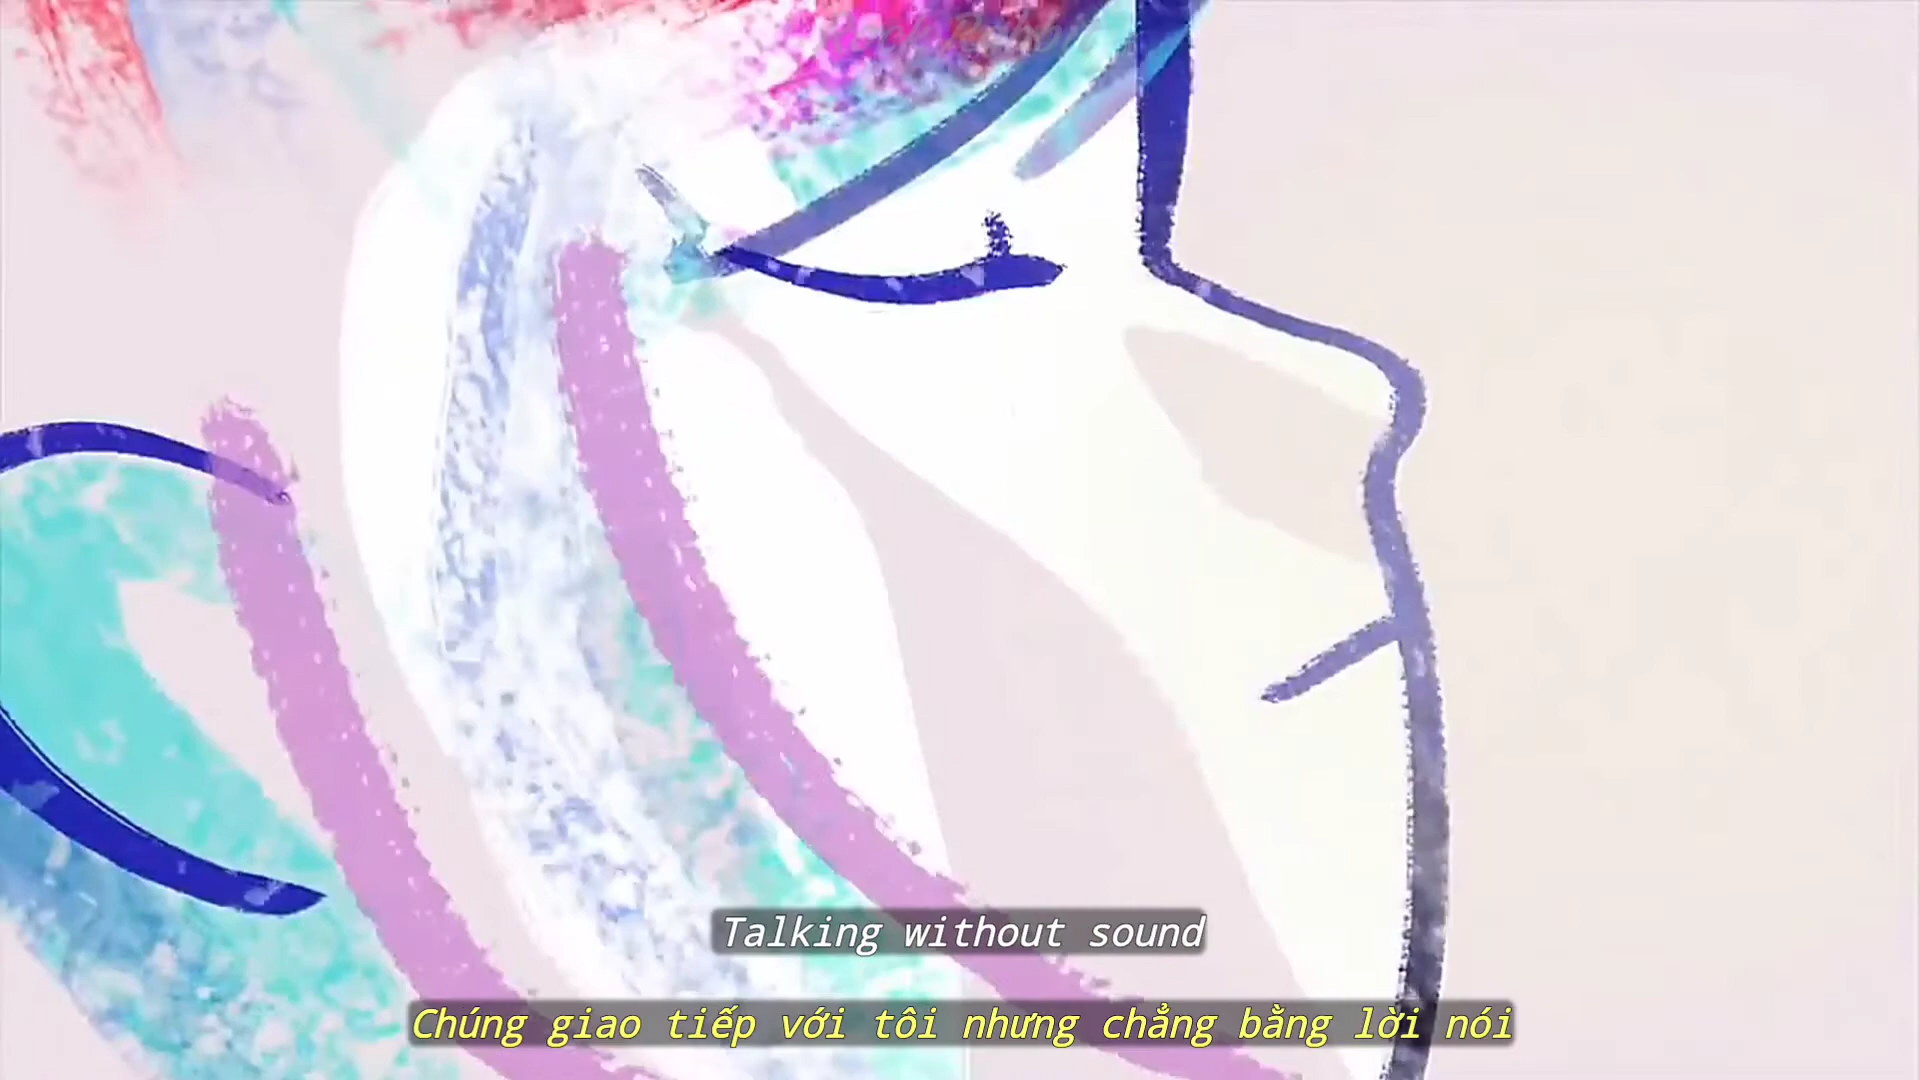 Talking without sound
Chúng giao tiếp với tôi nhưng chẳng bằng lời nói